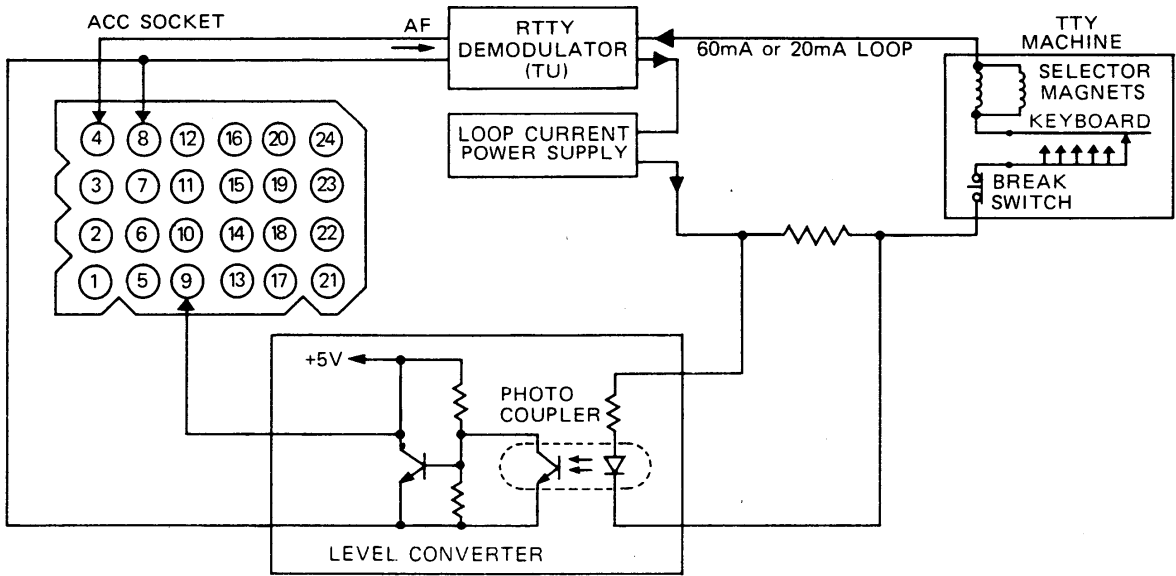 ACC SOCKET
AF
RTTY
DEMODULATOR
(TU)
60mA or 20mA LOOP
TTY
MACHINE
SELECTOR
MAGNETS
KEYBOARD
BREAK
SWITCH
LOOP CURRENT
POWER SUPPLY
4 8 12 16 20 24
3 7 11 15 19 23
2 6 10 14 18 22
1 5 9 13 17 21
+5V
PHOTO
COUPLER
LEVEL CONVERTER